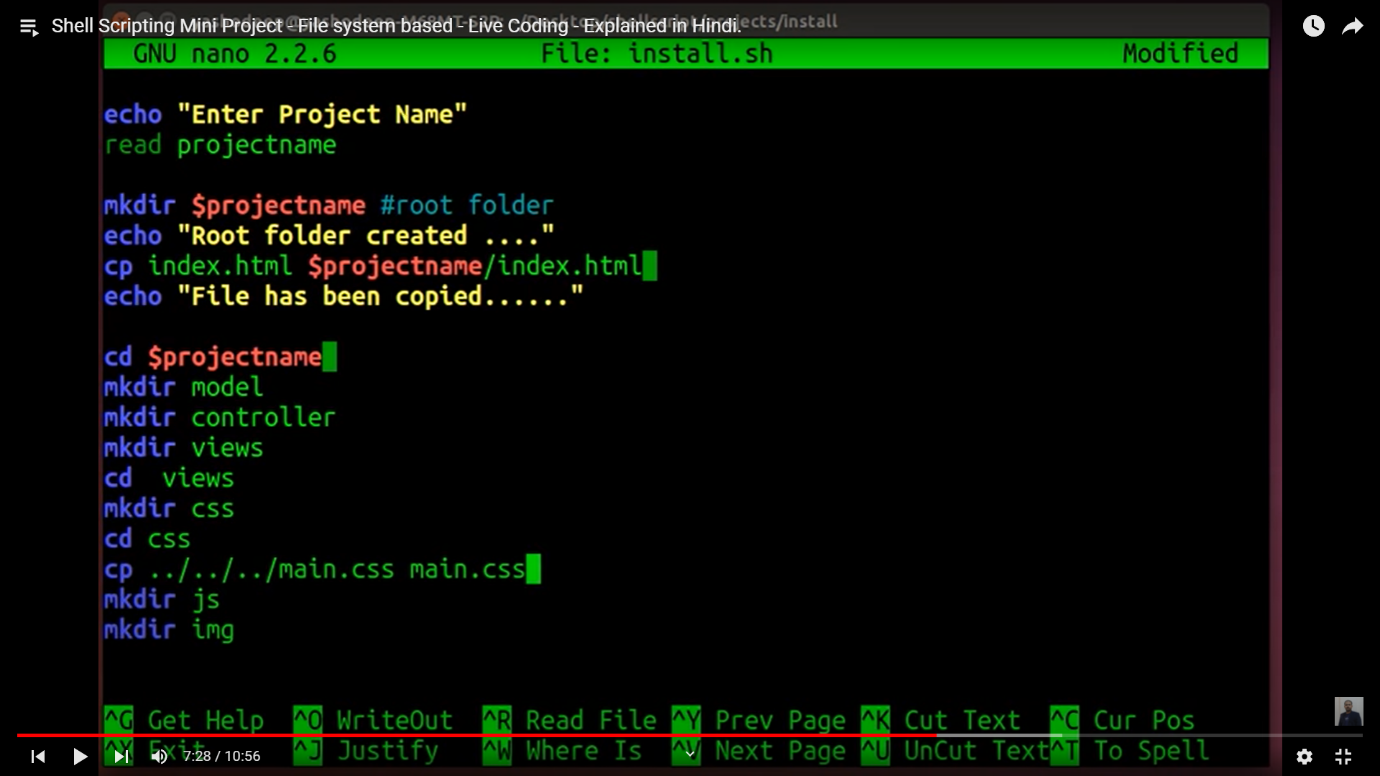 Shell Scripting Mini Project - File system based - Live Coding - Explained in Hindi.
GNU nano 2.2.6 File: install.sh Modified
echo "Enter Project Name"
read projectname
mkdir $projectname #root folder
echo "Root folder created ...."
cp index.html $projectname/index.html
echo "File has been copied......"
cd $projectname
mkdir model
mkdir controller
mkdir views
cd  views
mkdir css
cd css
cp ../../../main.css main.css
mkdir js
mkdir img
^G Get Help ^O WriteOut ^R Read File ^Y Prev Page ^K Cut Text ^C Cur Pos
^X Exit ^J Justify ^W Where Is ^V Next Page ^U UnCut Text ^T To Spell
7:28 / 10:56